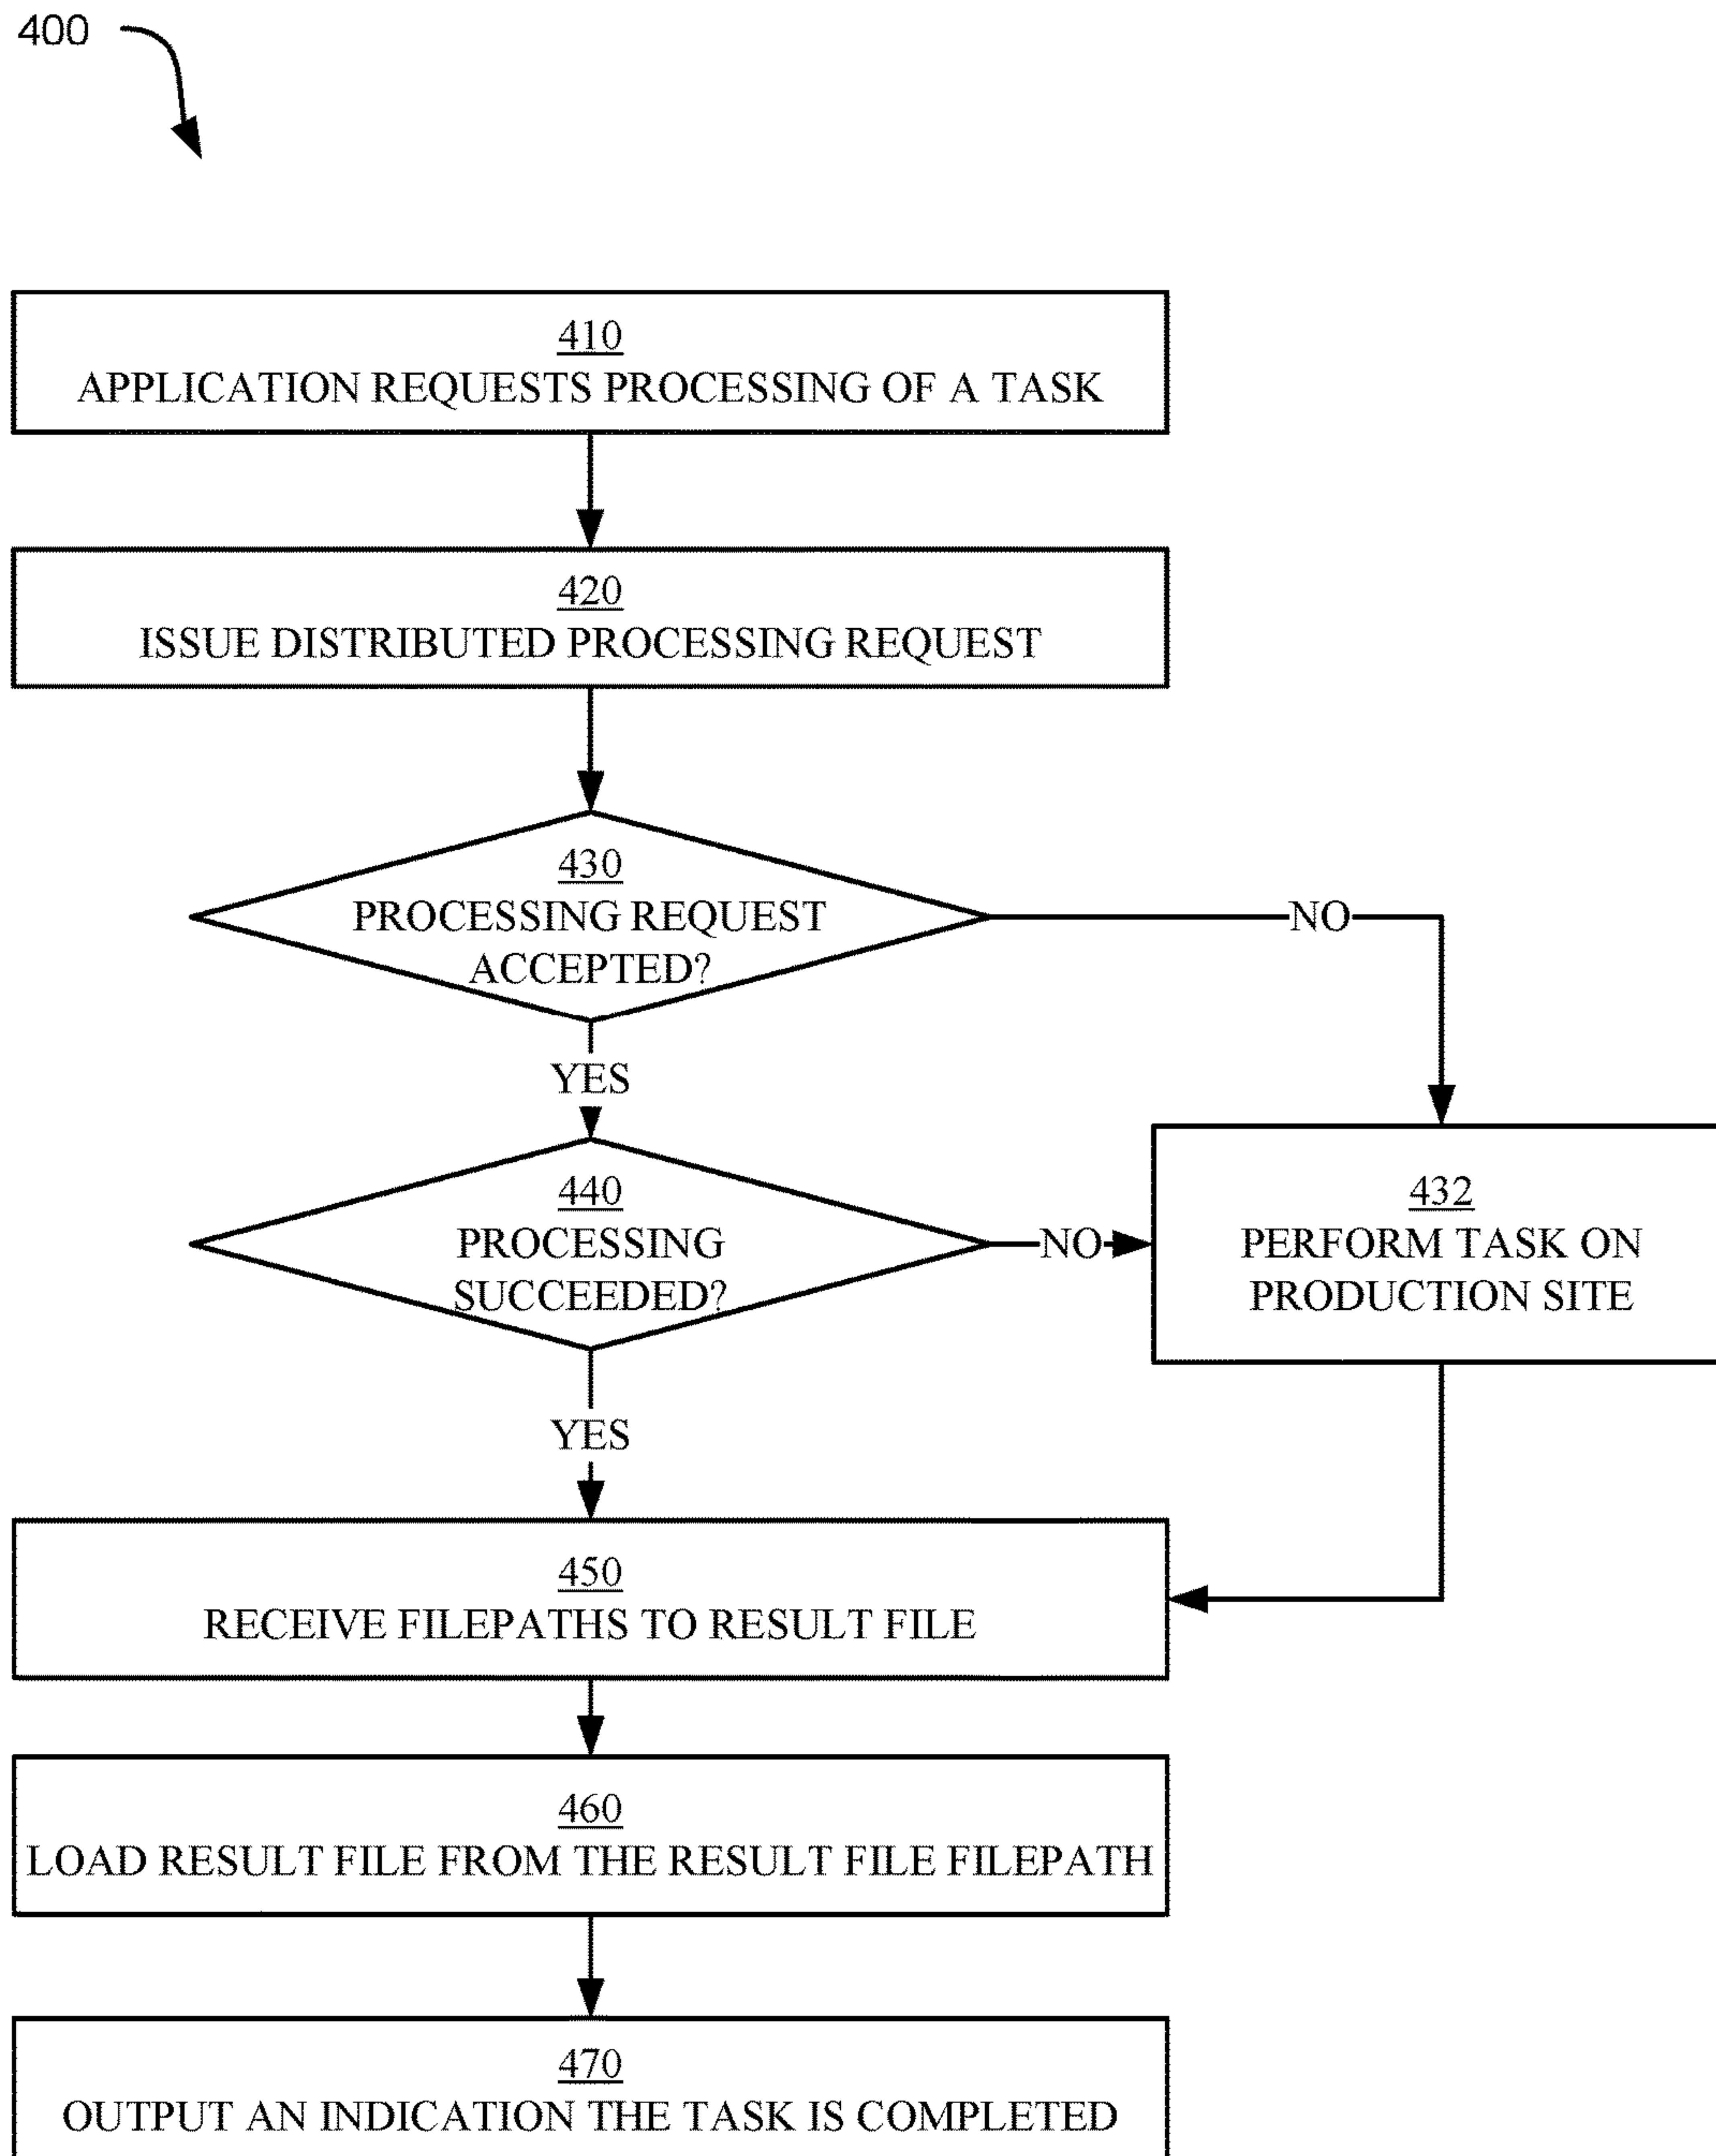 400
410
APPLICATION REQUESTS PROCESSING OF A TASK
420
ISSUE DISTRIBUTED PROCESSING REQUEST
430
PROCESSING REQUEST
ACCEPTED?
NO
YES
440
PROCESSING
SUCCEEDED?
NO
432
PERFORM TASK ON
PRODUCTION SITE
YES
450
RECEIVE FILEPATHS TO RESULT FILE
460
LOAD RESULT FILE FROM THE RESULT FILE FILEPATH
470
OUTPUT AN INDICATION THE TASK IS COMPLETED